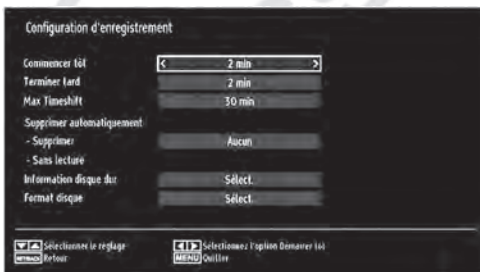 Configuration d'enregistrement
Commencer tôt < 2 min >
Terminer tard 2 min
Max Timeshift 30 min
Supprimer automatiquement
- Supprimer Aucun
- Sans lecture
Information disque dur Sélect.
Format disque Sélect.
Sélectionner le réglage Sélectionnez l'option Démarrer tôt
RETBACK Retour MENU Quitter